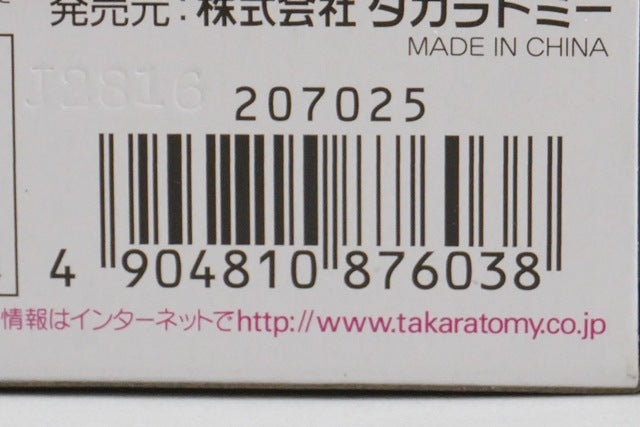 発売元：株式会社 タカラトミー
MADE IN CHINA
J2816
207025
4 904810 876038
情報はインターネットでhttp://www.takaratomy.co.jp